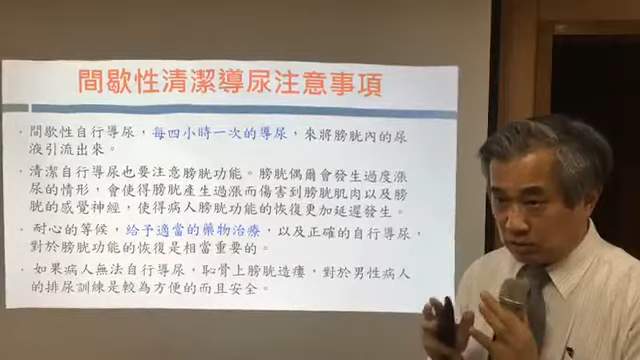 間歇性清潔導尿注意事項
間歇性自行導尿，每四小時一次的導尿，來將膀胱內的尿
液引流出來。
清潔自行導尿也要注意膀胱功能。膀胱偶爾會發生過度漲
尿的情形，會使得膀胱產生過漲而傷害到膀胱肌肉以及膀
胱的感覺神經，使得病人膀胱功能的恢復更加延遲發生。
耐心的等候，給予適當的藥物治療，以及正確的自行導尿，
對於膀胱功能的恢復是相當重要的。
如果病人無法自行導尿，恥骨上膀胱造瘻，對於男性病人
的排尿訓練是較為方便的而且安全。